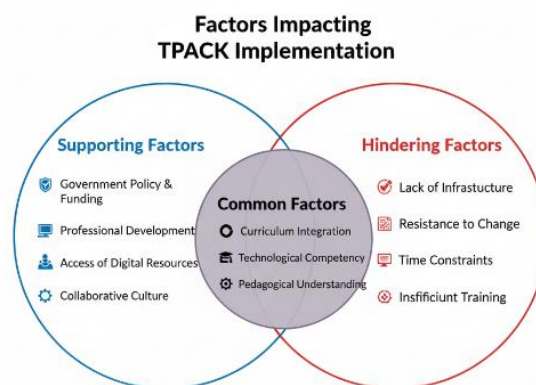 Factors Impacting
TPACK Implementation
Supporting Factors
Government Policy &
Funding
Professional Development
Access of Digital Resources
Collaborative Culture
Common Factors
Curriculum Integration
Technological Competency
Pedagogical Understanding
Hindering Factors
Lack of Infrastucture
Resistance to Change
Time Constraints
Insificiunt Training